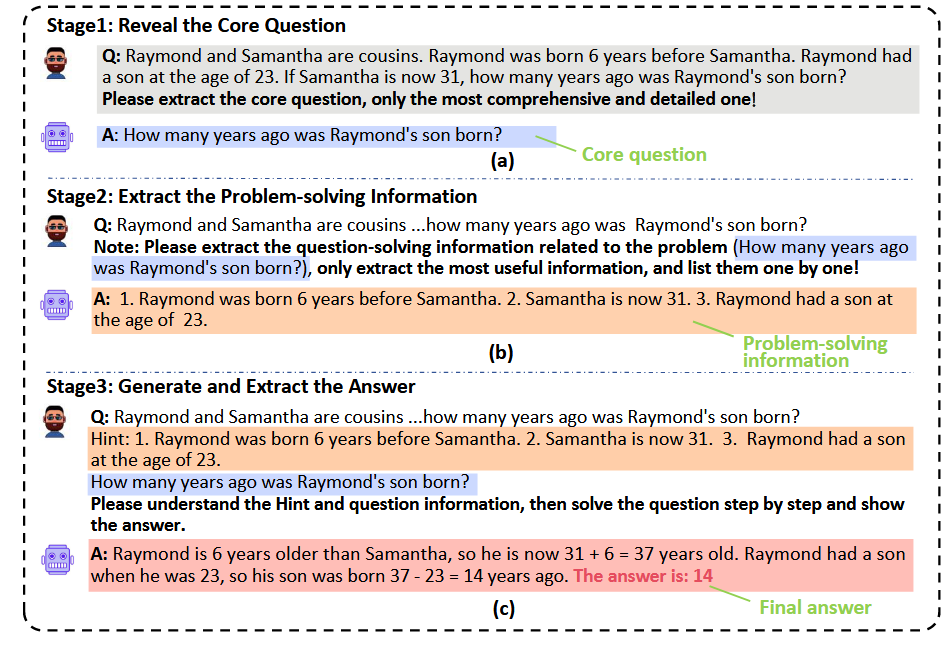 Stage1: Reveal the Core Question
Q: Raymond and Samantha are cousins. Raymond was born 6 years before Samantha. Raymond had
a son at the age of 23. If Samantha is now 31, how many years ago was Raymond's son born?
Please extract the core question, only the most comprehensive and detailed one!
A: How many years ago was Raymond's son born?
Core question
(a)
Stage2: Extract the Problem-solving Information
Q: Raymond and Samantha are cousins ...how many years ago was Raymond's son born?
Note: Please extract the question-solving information related to the problem (How many years ago
was Raymond's son born?), only extract the most useful information, and list them one by one!
A: 1. Raymond was born 6 years before Samantha. 2. Samantha is now 31. 3. Raymond had a son at
the age of 23.
Problem-solving
information
(b)
Stage3: Generate and Extract the Answer
Q: Raymond and Samantha are cousins ...how many years ago was Raymond's son born?
Hint: 1. Raymond was born 6 years before Samantha. 2. Samantha is now 31. 3. Raymond had a son
at the age of 23.
How many years ago was Raymond's son born?
Please understand the Hint and question information, then solve the question step by step and show
the answer.
A: Raymond is 6 years older than Samantha, so he is now 31 + 6 = 37 years old. Raymond had a son
when he was 23, so his son was born 37 - 23 = 14 years ago. The answer is: 14
Final answer
(c)